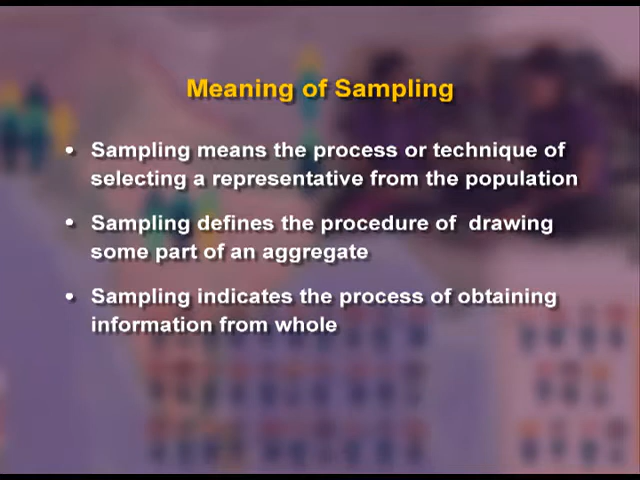 Meaning of Sampling
• Sampling means the process or technique of
selecting a representative from the population
• Sampling defines the procedure of drawing
some part of an aggregate
• Sampling indicates the process of obtaining
information from whole